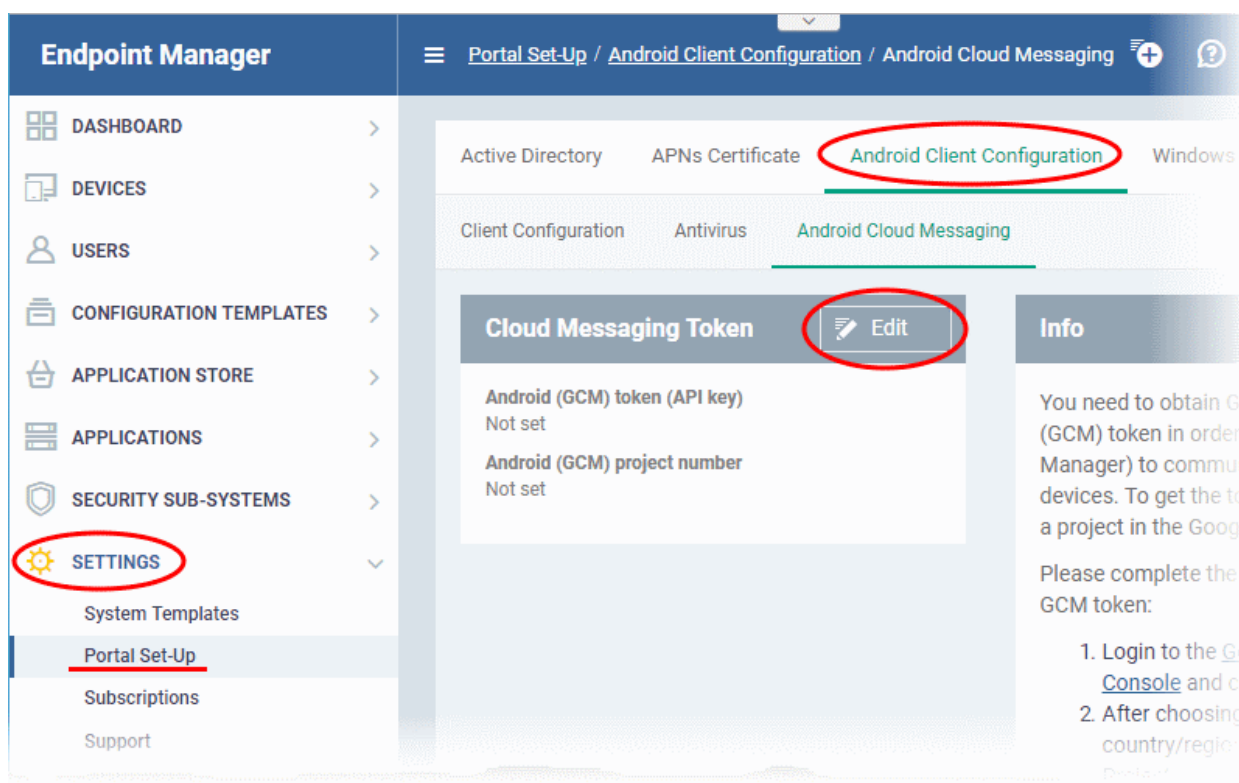 Endpoint Manager
Portal Set-Up / Android Client Configuration / Android Cloud Messaging
DASHBOARD
DEVICES
USERS
CONFIGURATION TEMPLATES
APPLICATION STORE
APPLICATIONS
SECURITY SUB-SYSTEMS
SETTINGS
System Templates
Portal Set-Up
Subscriptions
Support
Active Directory APNs Certificate Android Client Configuration Windows
Client Configuration Antivirus Android Cloud Messaging
Cloud Messaging Token Edit
Android (GCM) token (API key)
Not set
Android (GCM) project number
Not set
Info
You need to obtain G
(GCM) token in order
Manager) to commu
devices. To get the to
a project in the Goog
Please complete the
GCM token:
1. Login to the G
Console and c
2. After choosing
country/regio